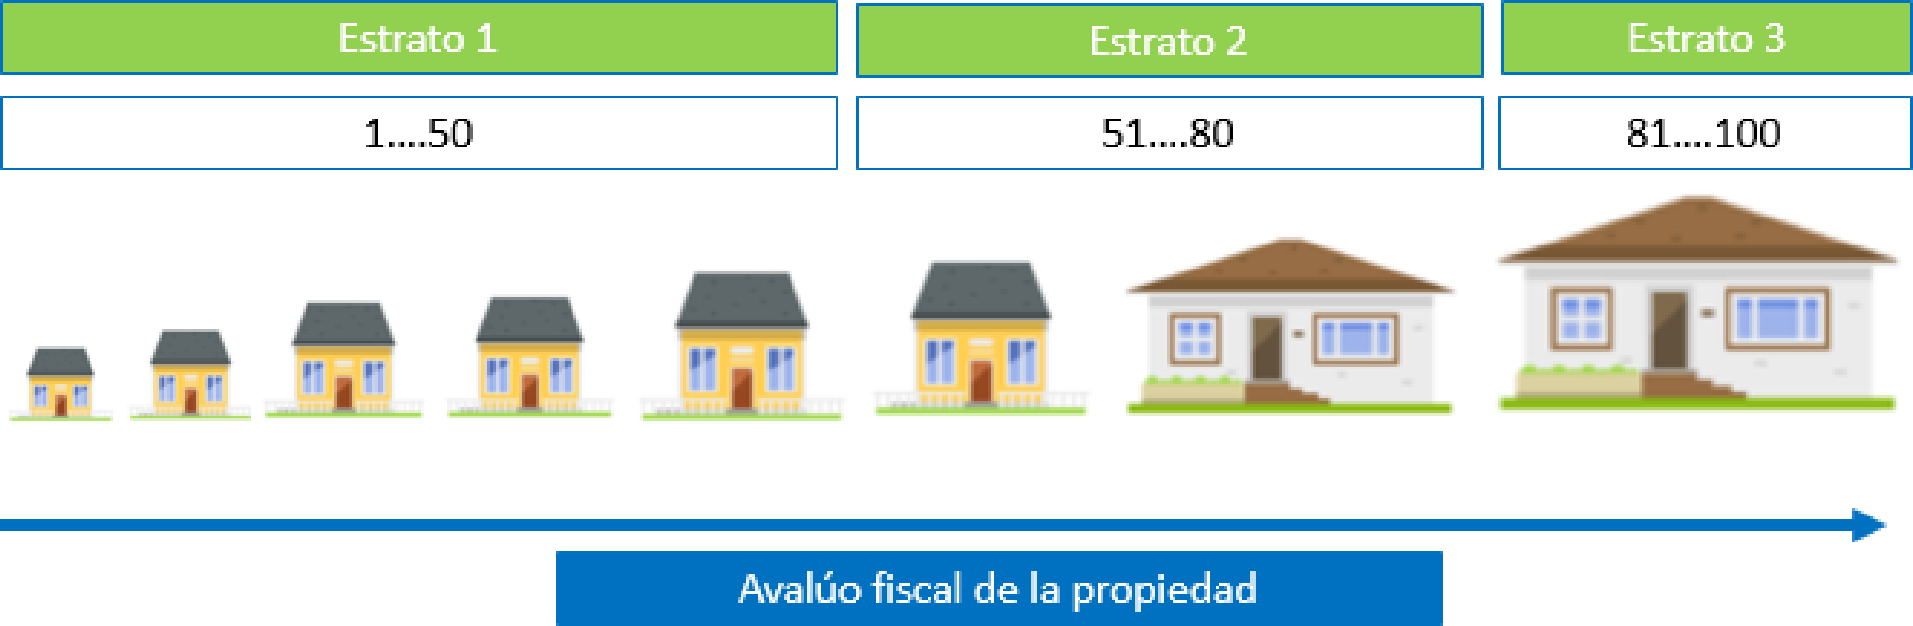 Estrato 1
Estrato 2
Estrato 3
1....50
51....80
81....100
Avalúo fiscal de la propiedad